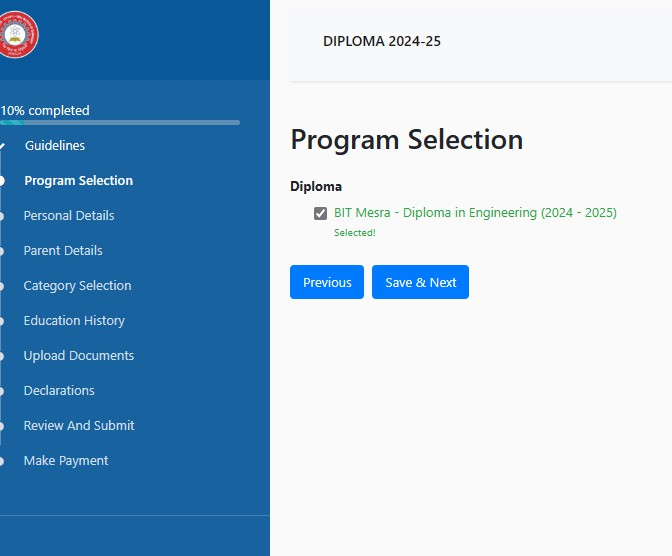 10% completed
Guidelines
Program Selection
Personal Details
Parent Details
Category Selection
Education History
Upload Documents
Declarations
Review And Submit
Make Payment
DIPLOMA 2024-25
Program Selection
Diploma
BIT Mesra - Diploma in Engineering (2024 - 2025)
Selected!
Previous
Save & Next